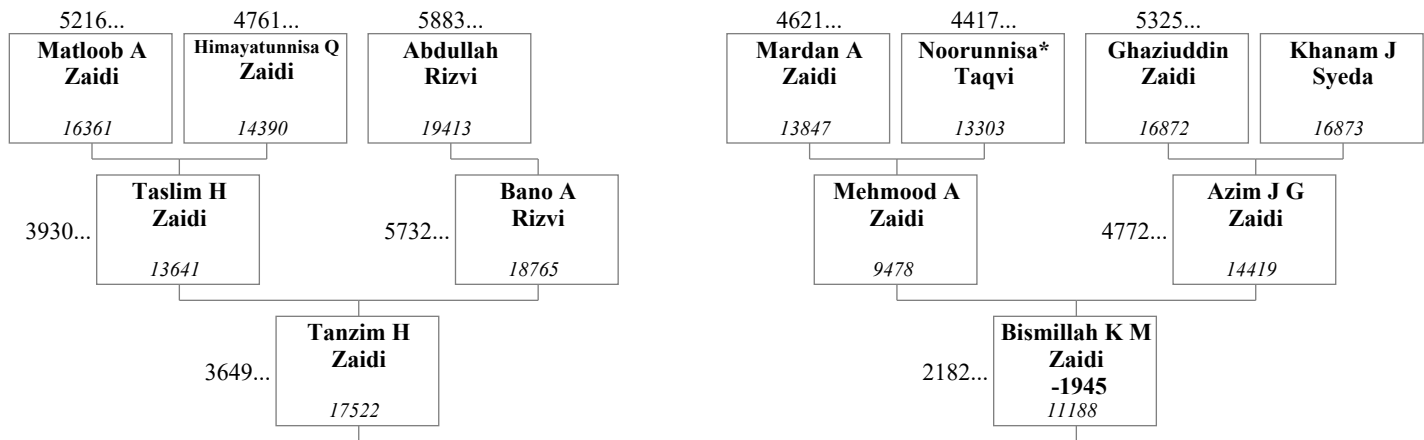 5216... 4761... 5883... 4621... 4417... 5325...
Matloob A Himayatunnisa Q Abdullah Mardan A Noorunnisa* Ghaziuddin Khanam J
Zaidi Zaidi Rizvi Zaidi Taqvi Zaidi Syeda
16361 14390 19413 13847 13303 16872 16873
Taslim H Bano A Mehmood A Azim J G
Zaidi Rizvi Zaidi Zaidi
3930... 5732... 4772...
13641 18765 9478 14419
Tanzim H Bismillah K M
Zaidi Zaidi
3649... 2182... -1945
17522 11188